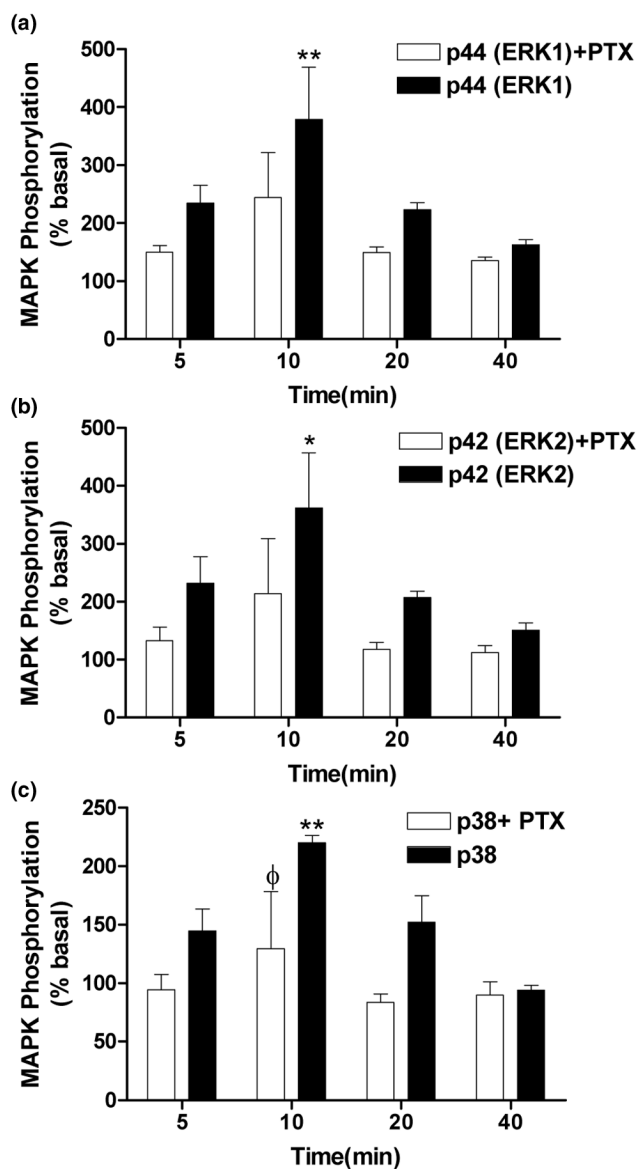 (a)
500
400
300
200
100
0
MAPK Phosphorylation
(% basal)
**
p44 (ERK1)+PTX
p44 (ERK1)
5 10 20 40
Time(min)
(b)
500
400
300
200
100
0
MAPK Phosphorylation
(% basal)
*
p42 (ERK2)+PTX
p42 (ERK2)
5 10 20 40
Time(min)
(c)
250
200
150
100
50
0
MAPK Phosphorylation
(% basal)
ϕ
**
p38+ PTX
p38
5 10 20 40
Time(min)